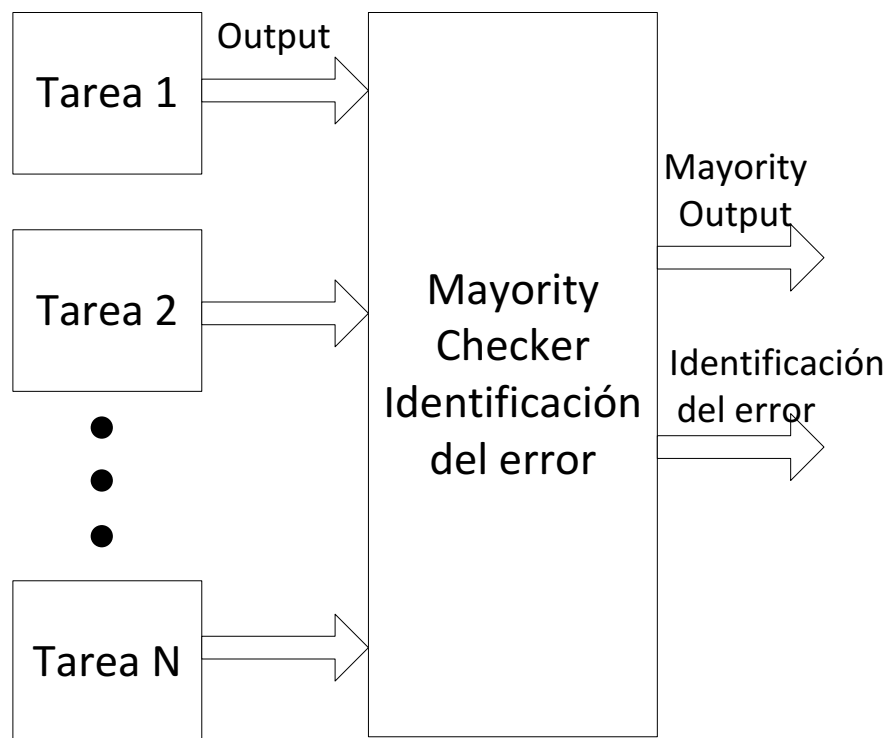 Tarea 1
Output
Tarea 2
Tarea N
Mayority
Checker
Identificación
del error
Mayority
Output
Identificación
del error